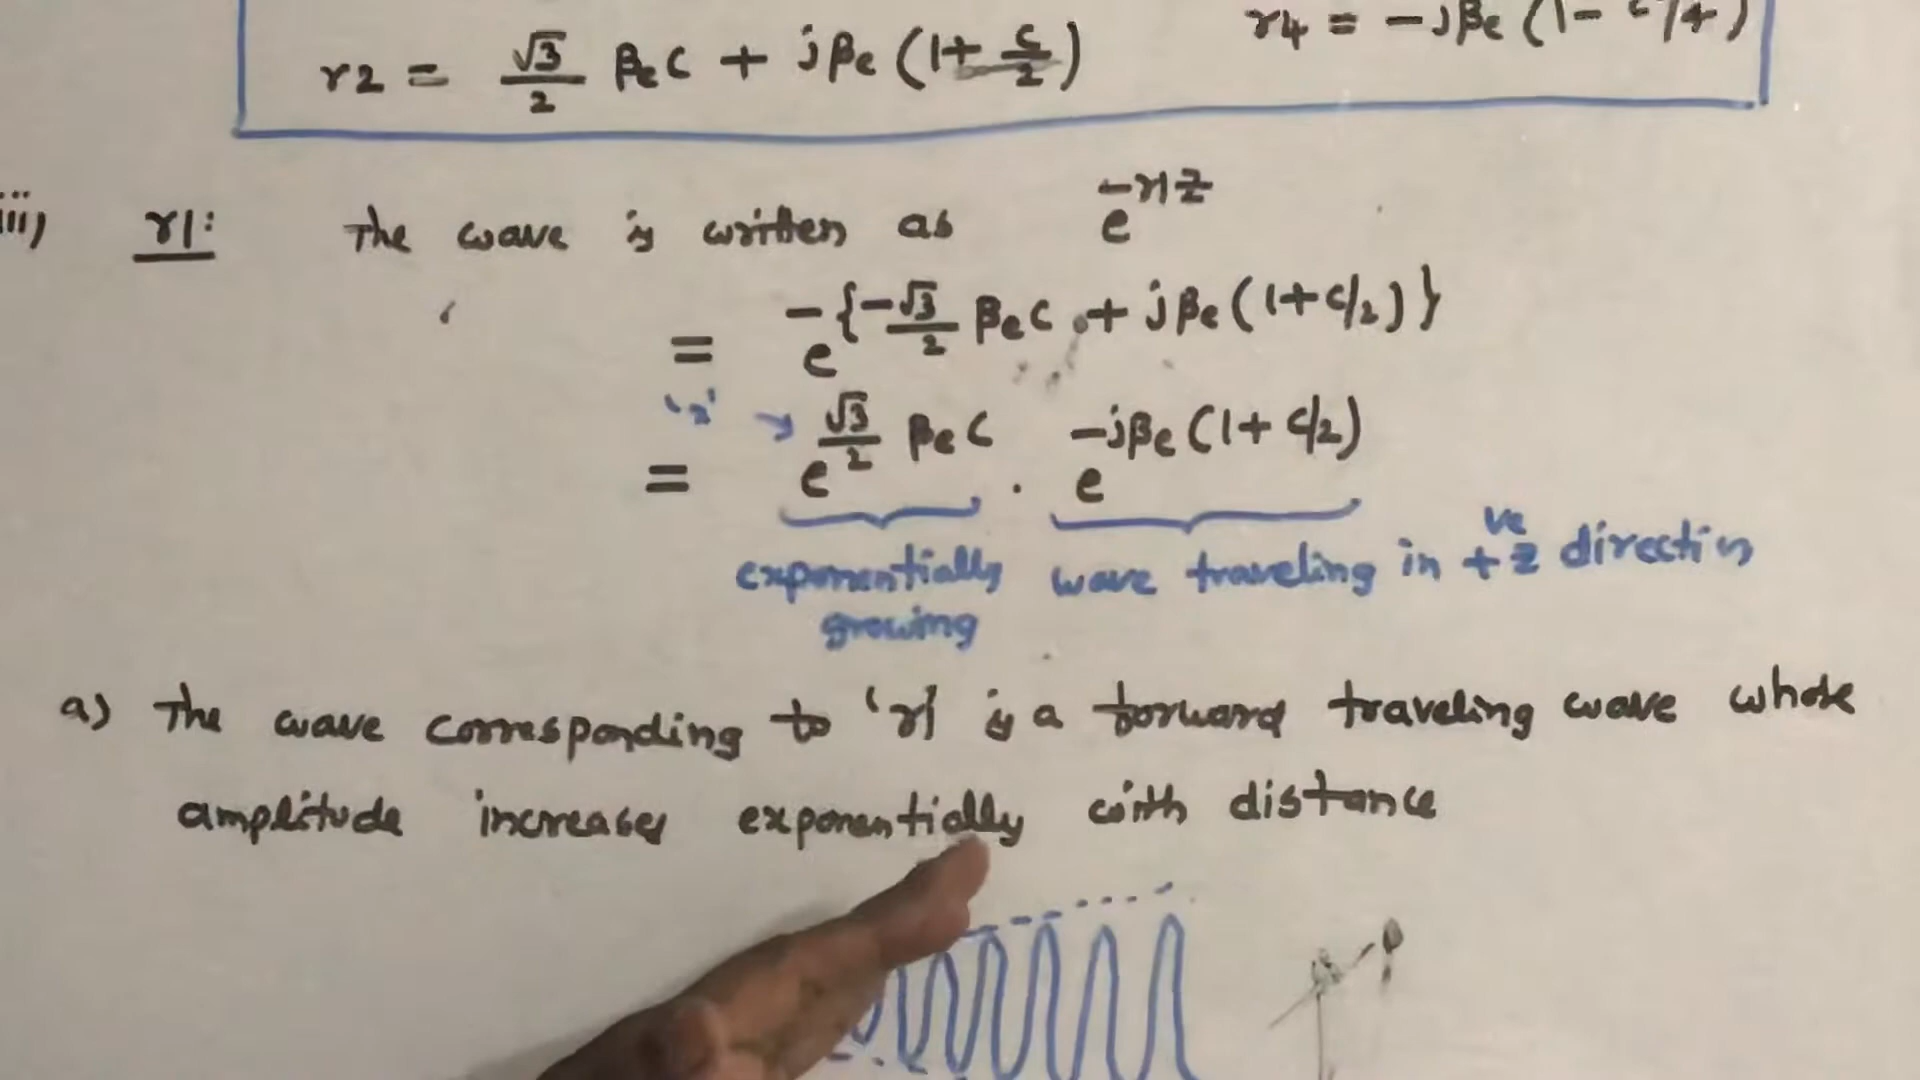 r2 = √3/2 βeC + jβe (1+ C/2) r4 = -jβe (1- C³/4)
iii) r1: The wave is written as e^-r1z
= e^-{-√3/2 βeC + jβe(1+C/2)}
'z' →
= e^√3/2 βeC . e^-jβe(1+C/2)
exponentially growing
wave traveling in +ve z direction
a) The wave corresponding to 'r1 is a forward traveling wave whose
amplitude increases exponentially with distance